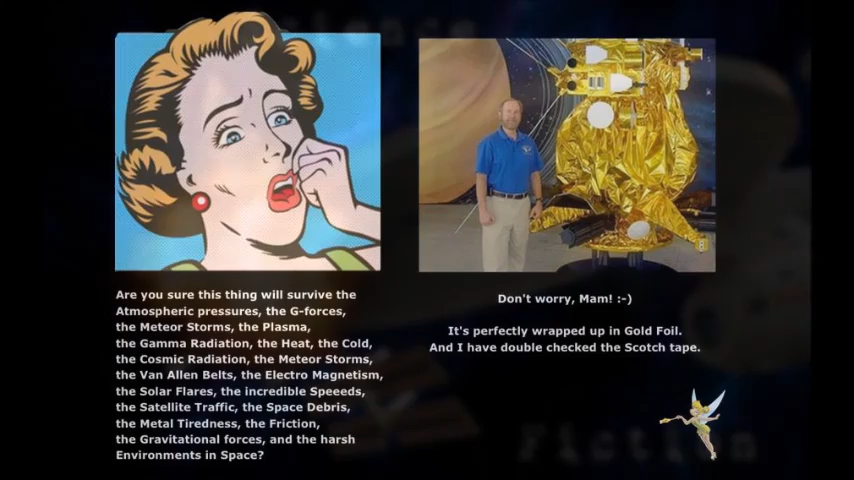 Science
Are you sure this thing will survive the
Atmospheric pressures, the G-forces,
the Meteor Storms, the Plasma,
the Gamma Radiation, the Heat, the Cold,
the Cosmic Radiation, the Meteor Storms,
the Van Allen Belts, the Electro Magnetism,
the Solar Flares, the incredible Speeeds,
the Satellite Traffic, the Space Debris,
the Metal Tiredness, the Friction,
the Gravitational forces, and the harsh
Environments in Space?
Don't worry, Mam! :-)
It's perfectly wrapped up in Gold Foil.
And I have double checked the Scotch tape.
Fiction